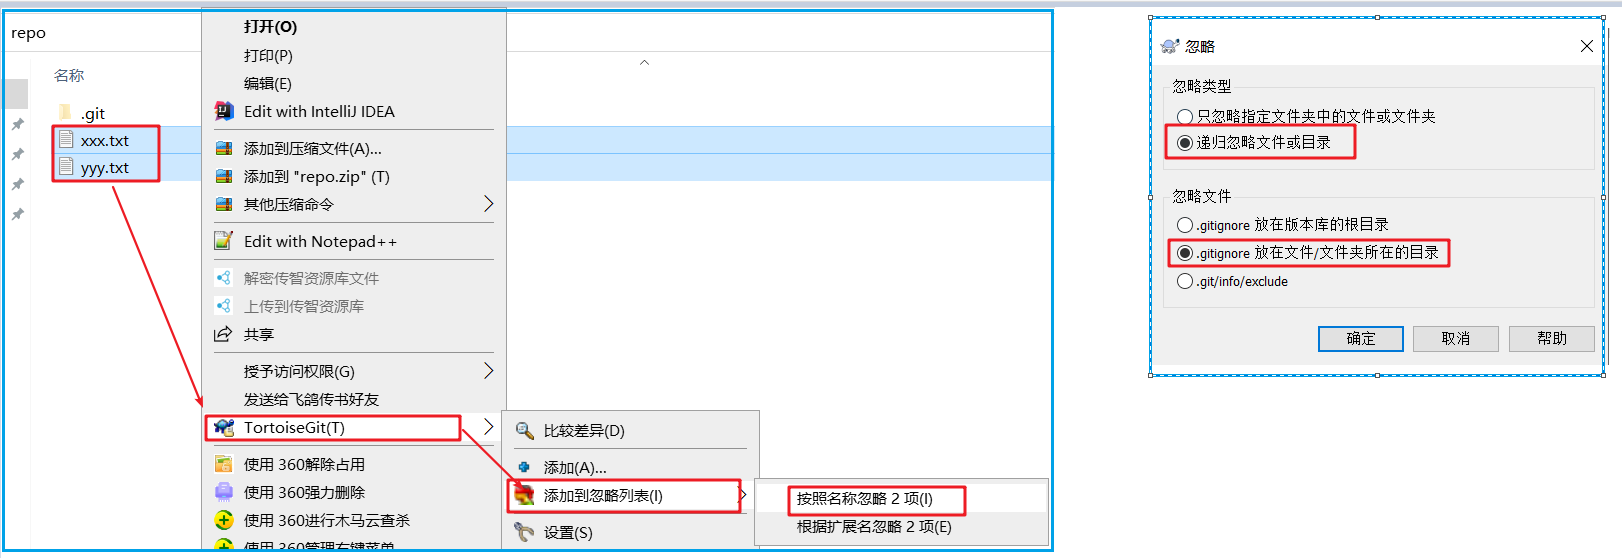 repo
名称
.git
xxx.txt
yyy.txt
打开(O)
打印(P)
编辑(E)
Edit with IntelliJ IDEA
添加到压缩文件(A)...
添加到 "repo.zip" (T)
其他压缩命令
Edit with Notepad++
解密传智资源库文件
上传到传智资源库
共享
授予访问权限(G)
发送给飞鸽传书好友
TortoiseGit(T)
使用 360解除占用
使用 360强力删除
使用 360进行木马云查杀
使用 360管理右键菜单
比较差异(D)
添加(A)...
添加到忽略列表(I)
设置(S)
按照名称忽略 2 项(I)
根据扩展名忽略 2 项(E)
忽略
忽略类型
只忽略指定文件夹中的文件或文件夹
递归忽略文件或目录
忽略文件
.gitignore 放在版本库的根目录
.gitignore 放在文件/文件夹所在的目录
.git/info/exclude
确定
取消
帮助